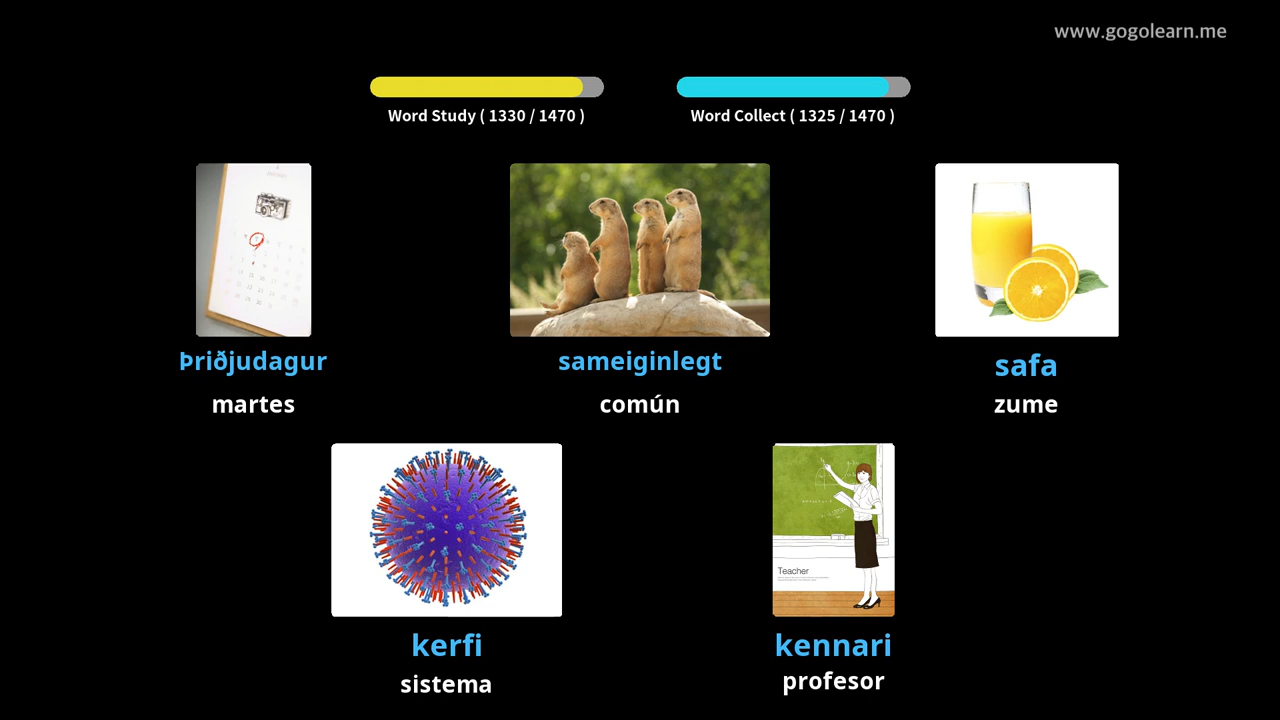 www.gogolearn.me
Word Study ( 1330 / 1470 )
Word Collect ( 1325 / 1470 )
Þriðjudagur
sameiginlegt
safa
martes
común
zume
Teacher
kerfi
kennari
sistema
profesor